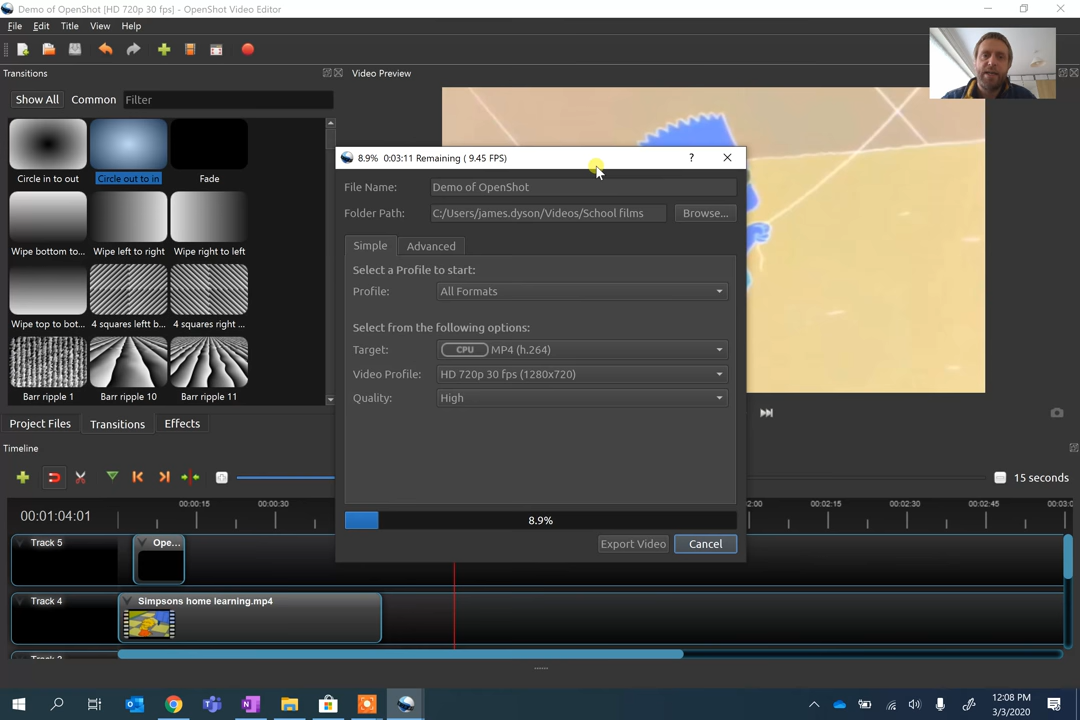 Demo of OpenShot [HD 720p 30 fps] - OpenShot Video Editor
File Edit Title View Help
Transitions
Video Preview
Show All Common Filter
Circle in to out
Circle out to in
Fade
Wipe bottom to...
Wipe left to right
Wipe right to left
Wipe top to bot...
4 squares leftt b...
4 squares right ...
Barr ripple 1
Barr ripple 10
Barr ripple 11
Project Files Transitions Effects
8.9% 0:03:11 Remaining ( 9.45 FPS)
?
File Name: Demo of OpenShot
Folder Path: C:/Users/james.dyson/Videos/School films Browse...
Simple Advanced
Select a Profile to start:
Profile: All Formats
Select from the following options:
Target: CPU MP4 (h.264)
Video Profile: HD 720p 30 fps (1280x720)
Quality: High
8.9%
Export Video Cancel
Timeline
15 seconds
00:01:04:01
00:00:15 00:00:30 2:00 00:02:15 00:02:30 00:02:45 00:03:0
Track 5 Ope...
Track 4 Simpsons home learning.mp4
12:08 PM
3/3/2020